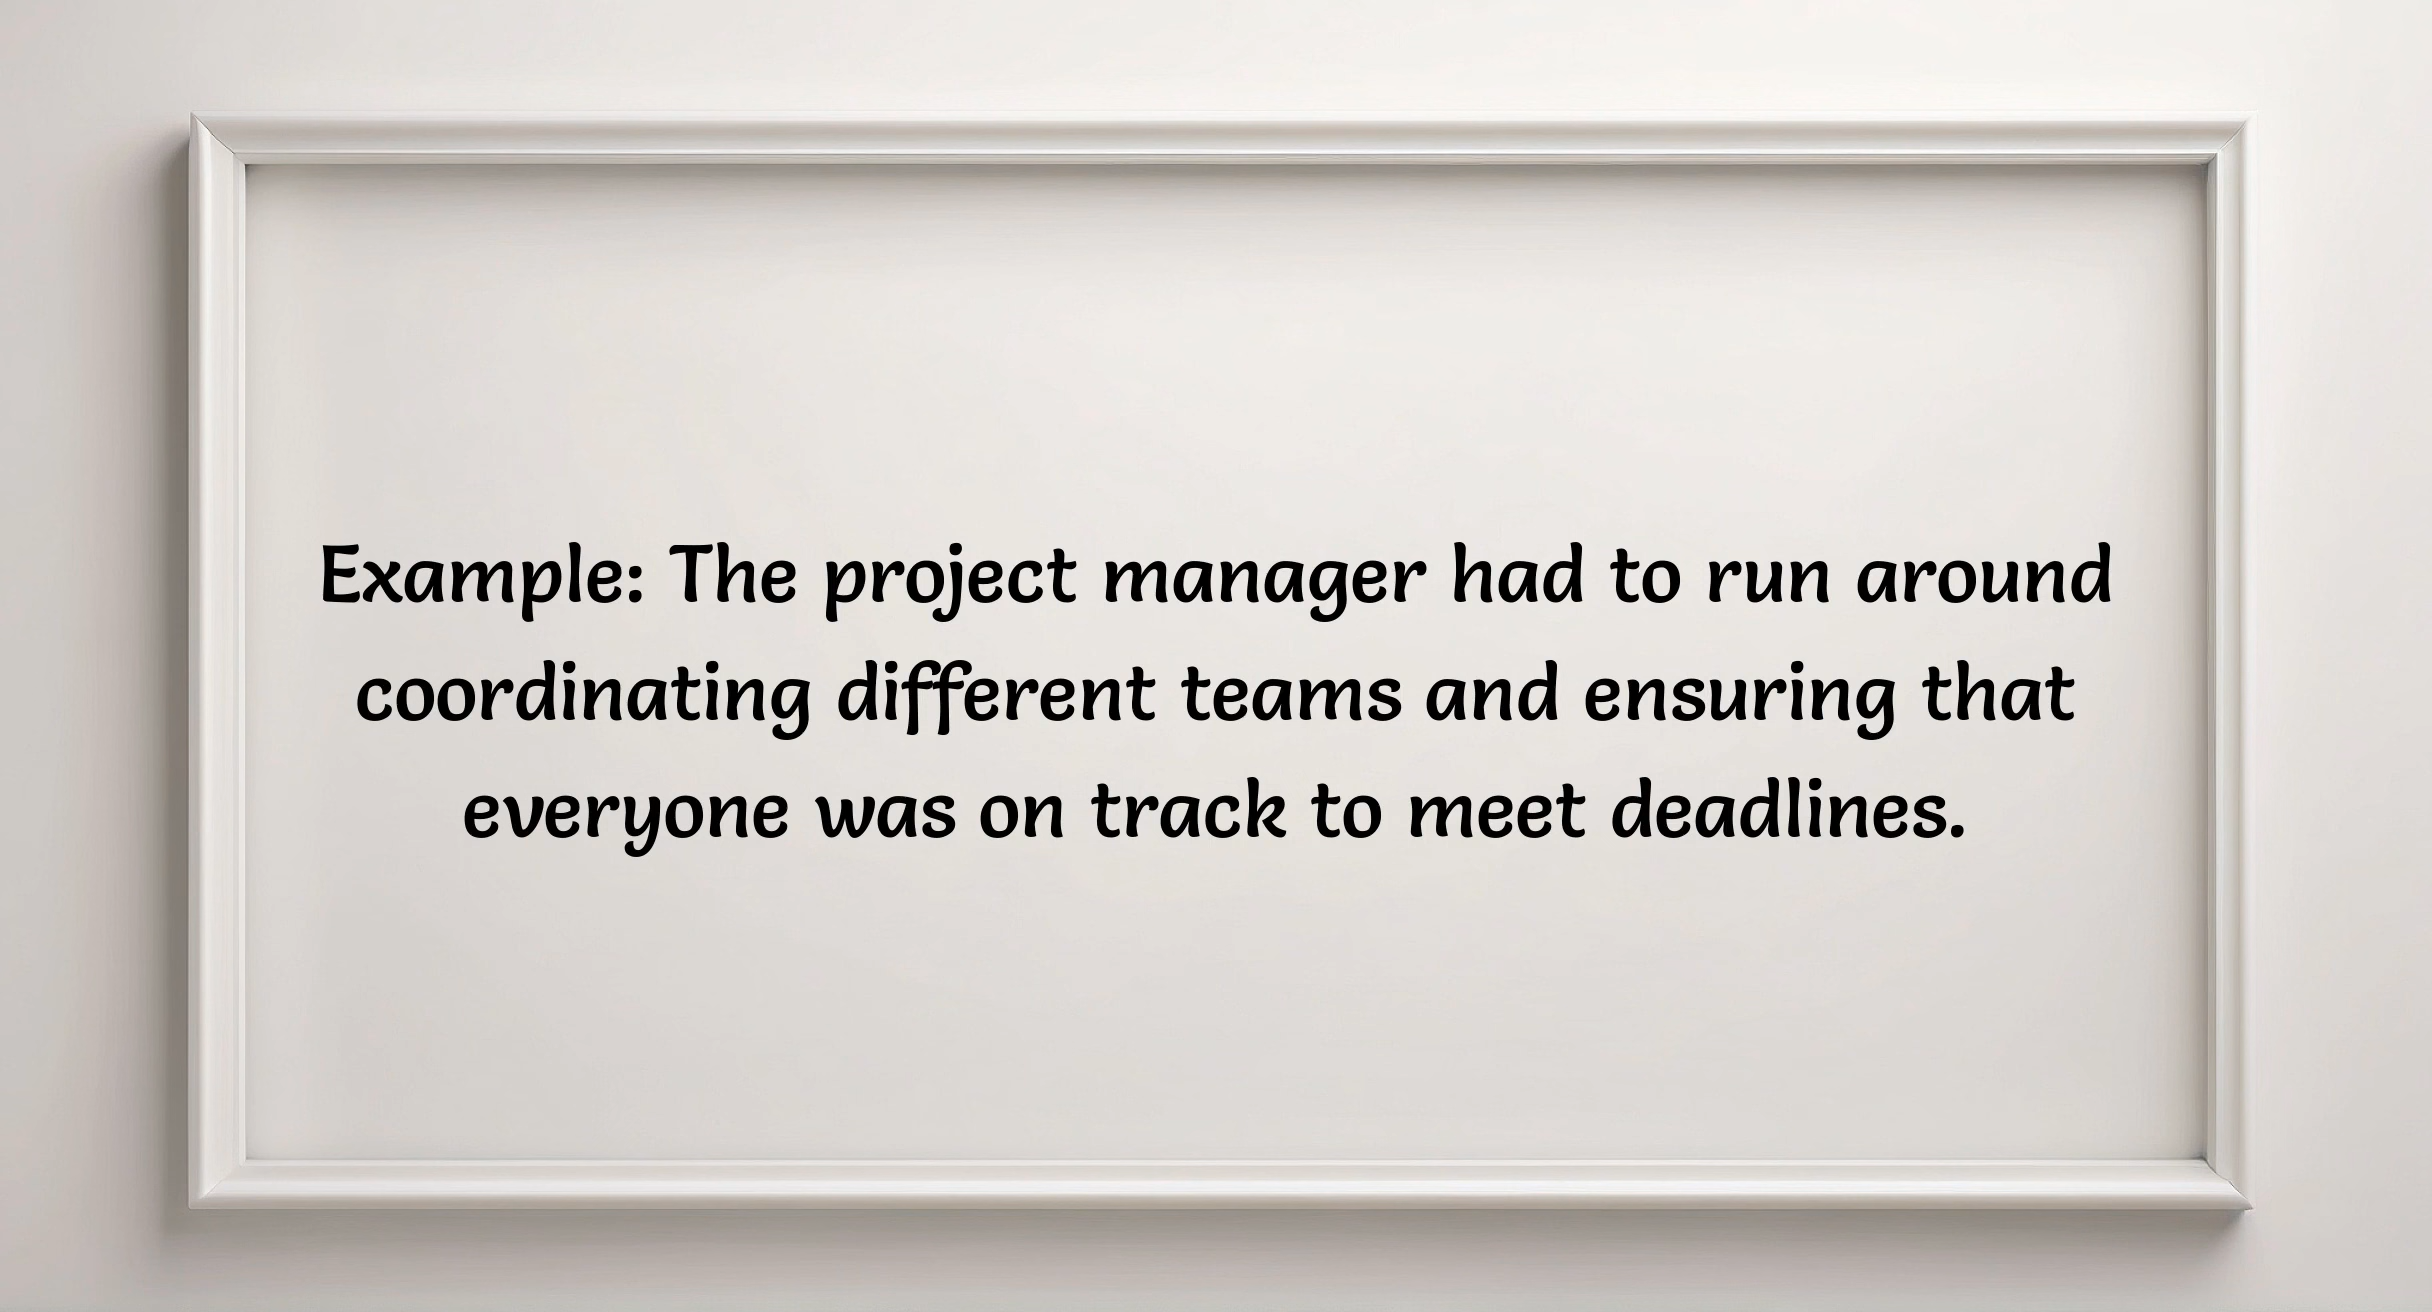 Example: The project manager had to run around
coordinating different teams and ensuring that
everyone was on track to meet deadlines.